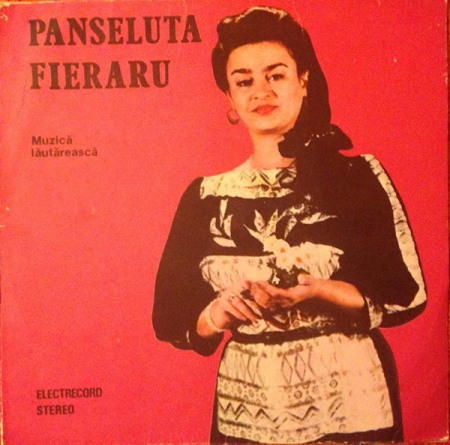 PANSELUTA
FIERARU
Muzică
lăutărească
ELECTRECORD
STEREO